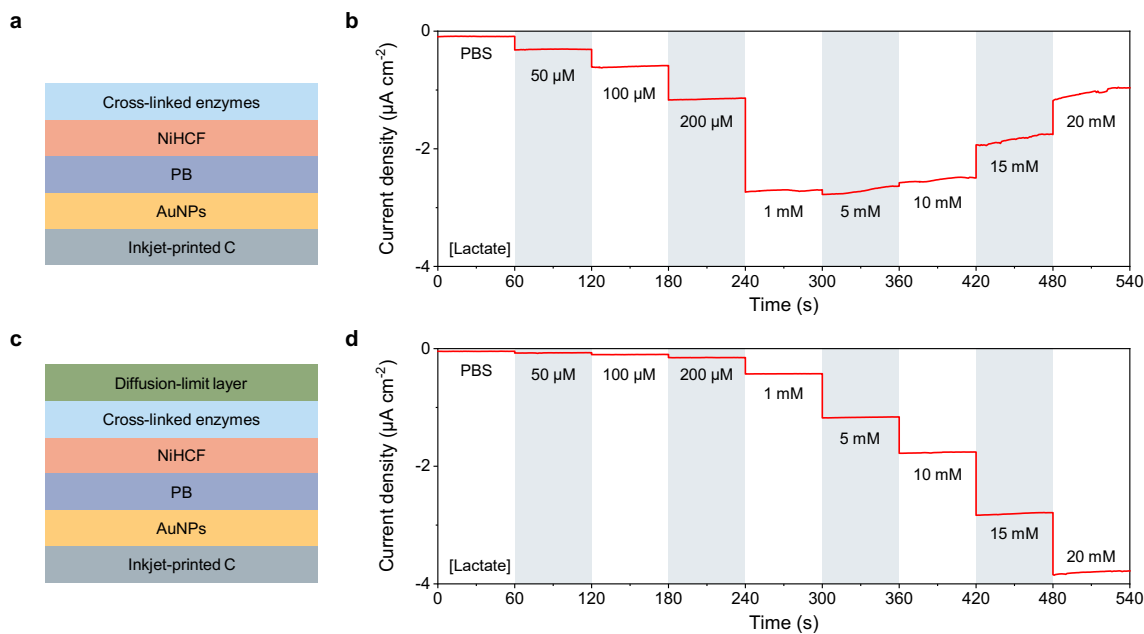 a
Cross-linked enzymes
NiHCF
PB
AuNPs
Inkjet-printed C
b
Current density (µA cm⁻²)
0
-2
-4
PBS
50 µM
100 µM
200 µM
1 mM
5 mM
10 mM
15 mM
20 mM
[Lactate]
0 60 120 180 240 300 360 420 480 540
Time (s)
c
Diffusion-limit layer
Cross-linked enzymes
NiHCF
PB
AuNPs
Inkjet-printed C
d
Current density (µA cm⁻²)
0
-2
-4
PBS
50 µM
100 µM
200 µM
1 mM
5 mM
10 mM
15 mM
20 mM
[Lactate]
0 60 120 180 240 300 360 420 480 540
Time (s)